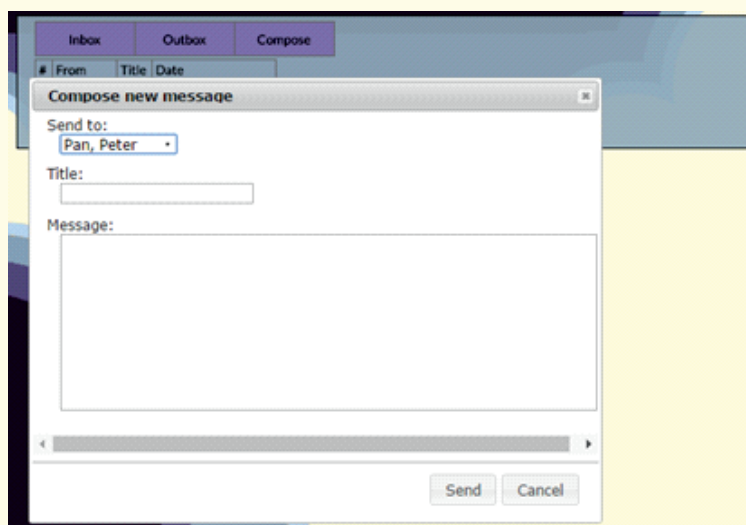 Inbox Outbox Compose
# From Title Date
Compose new message
Send to:
Pan, Peter
Title:
Message:
Send Cancel